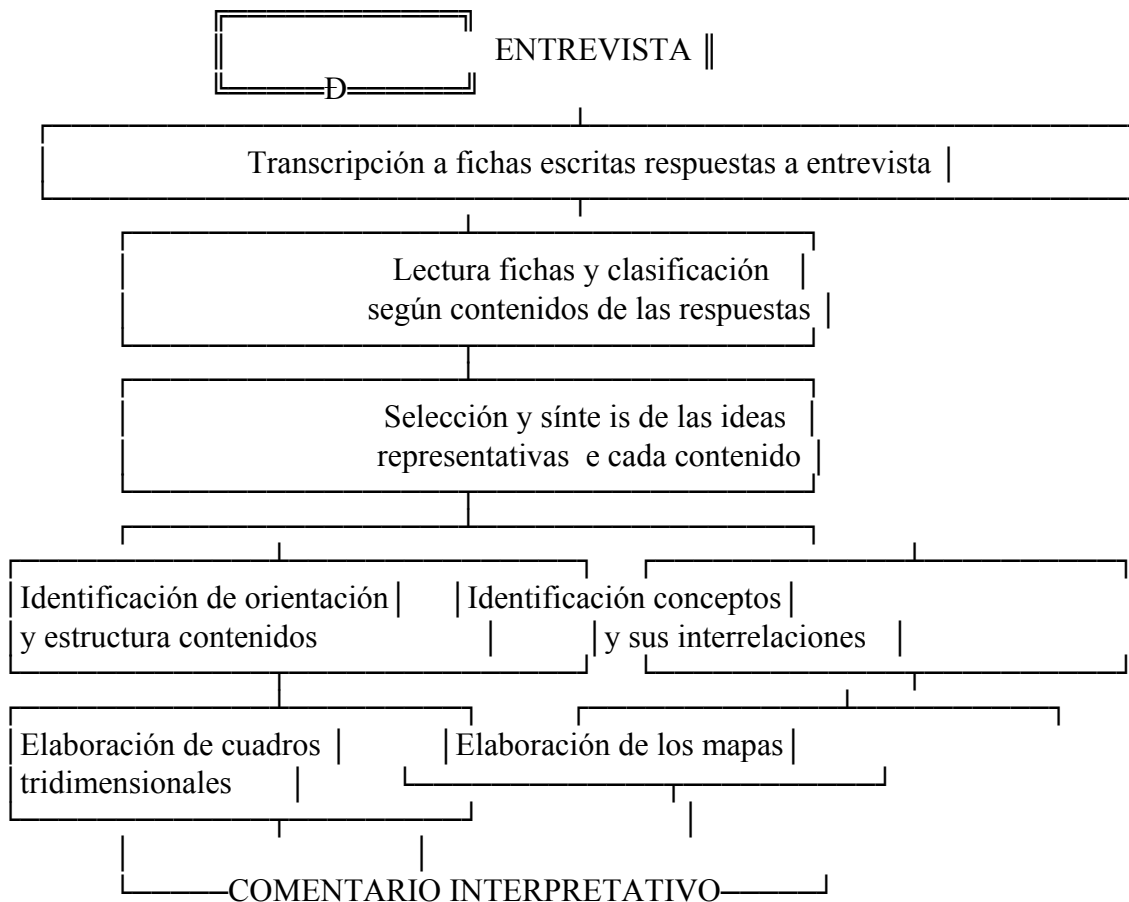 ENTREVISTA
Ð
Transcripción a fichas escritas respuestas a entrevista
Lectura fichas y clasificación
según contenidos de las respuestas
Selección y sínte is de las ideas
representativas e cada contenido
Identificación de orientación
y estructura contenidos
Identificación conceptos
y sus interrelaciones
Elaboración de cuadros
tridimensionales
Elaboración de los mapas
COMENTARIO INTERPRETATIVO